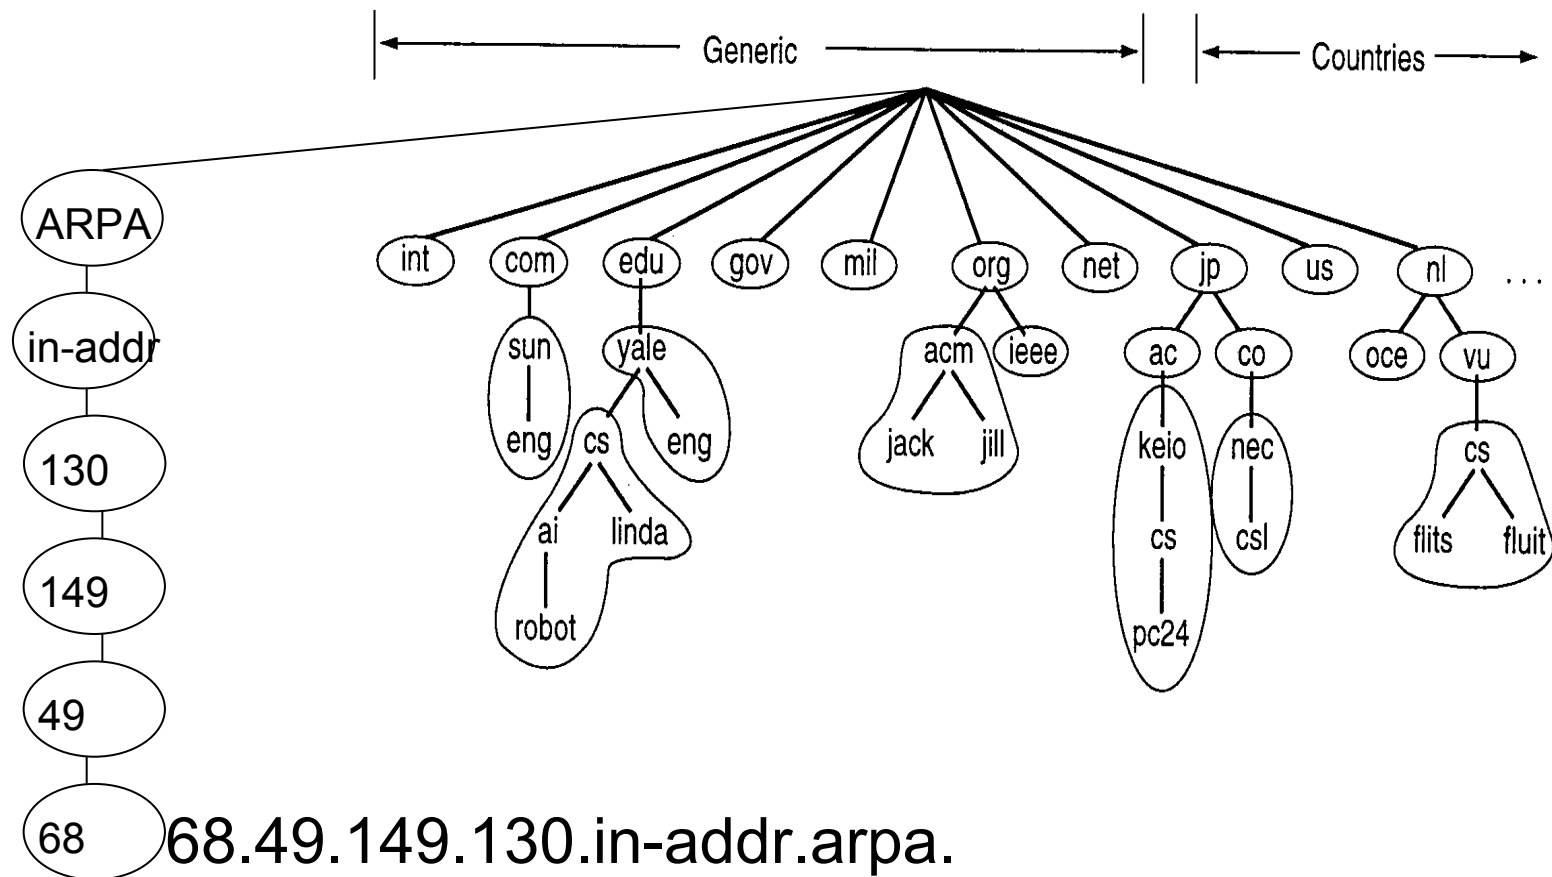 Generic
Countries
ARPA
int com edu gov mil org net jp us nl ...
in-addr
sun yale acm ieee ac co oce vu
130
eng cs eng jack jill keio nec cs
149
ai linda cs csl flits fluit
robot pc24
49
68
68.49.149.130.in-addr.arpa.